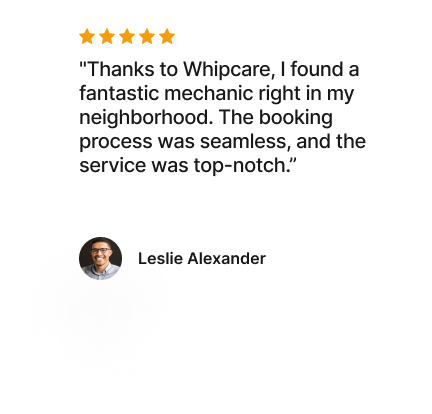 "Thanks to Whipcare, I found a
fantastic mechanic right in my
neighborhood. The booking
process was seamless, and the
service was top-notch.”
Leslie Alexander